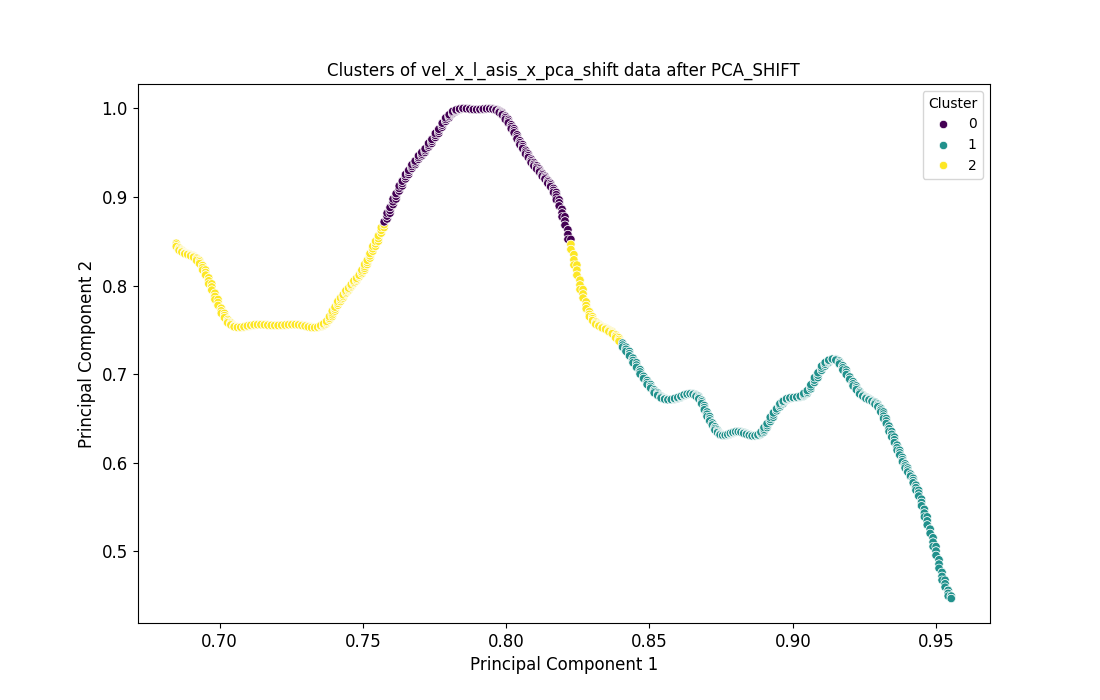 Clusters of vel_x_l_asis_x_pca_shift data after PCA_SHIFT
Cluster
0
1
2
Principal Component 2
1.0
0.9
0.8
0.7
0.6
0.5
0.70 0.75 0.80 0.85 0.90 0.95
Principal Component 1